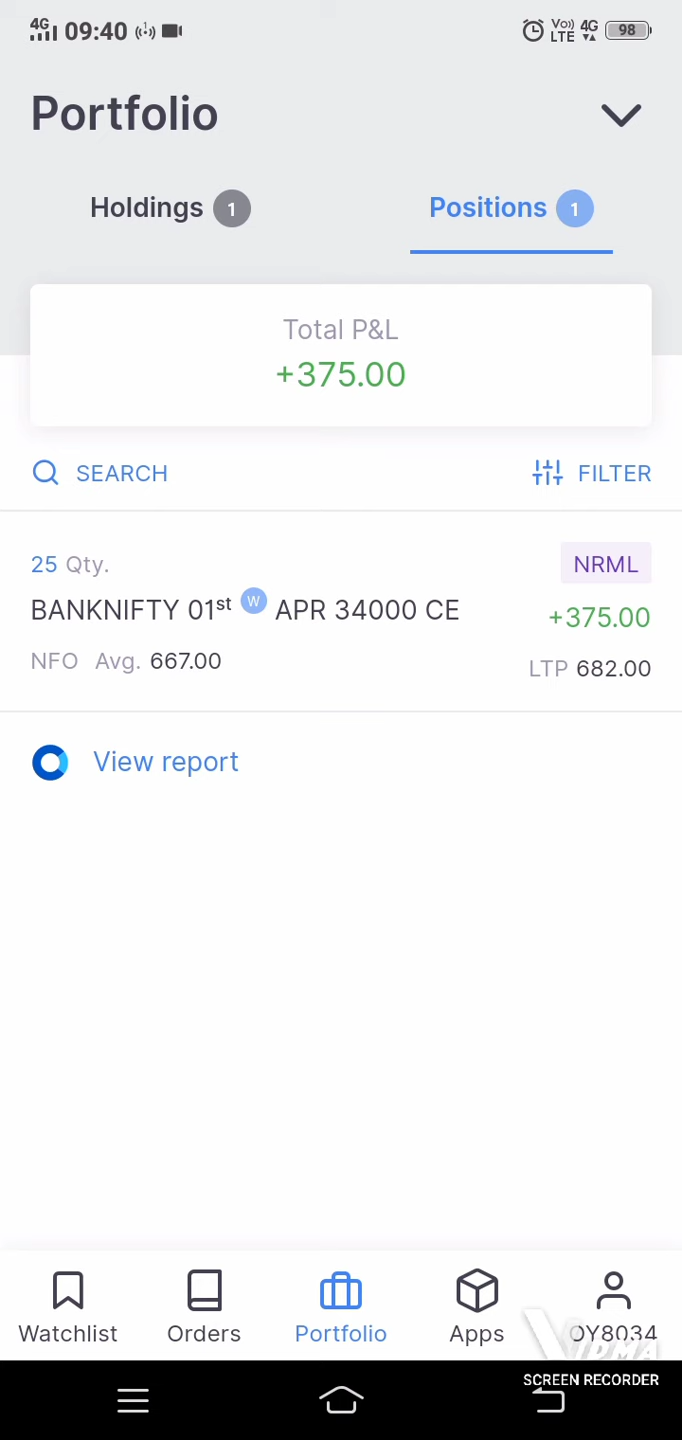 4G 09:40 Vo)) LTE 4G 98
Portfolio
Holdings 1 Positions 1
Total P&L
+375.00
SEARCH FILTER
25 Qty. NRML
BANKNIFTY 01st W APR 34000 CE +375.00
NFO Avg. 667.00 LTP 682.00
View report
Watchlist Orders Portfolio Apps OY8034
VIDMA
SCREEN RECORDER